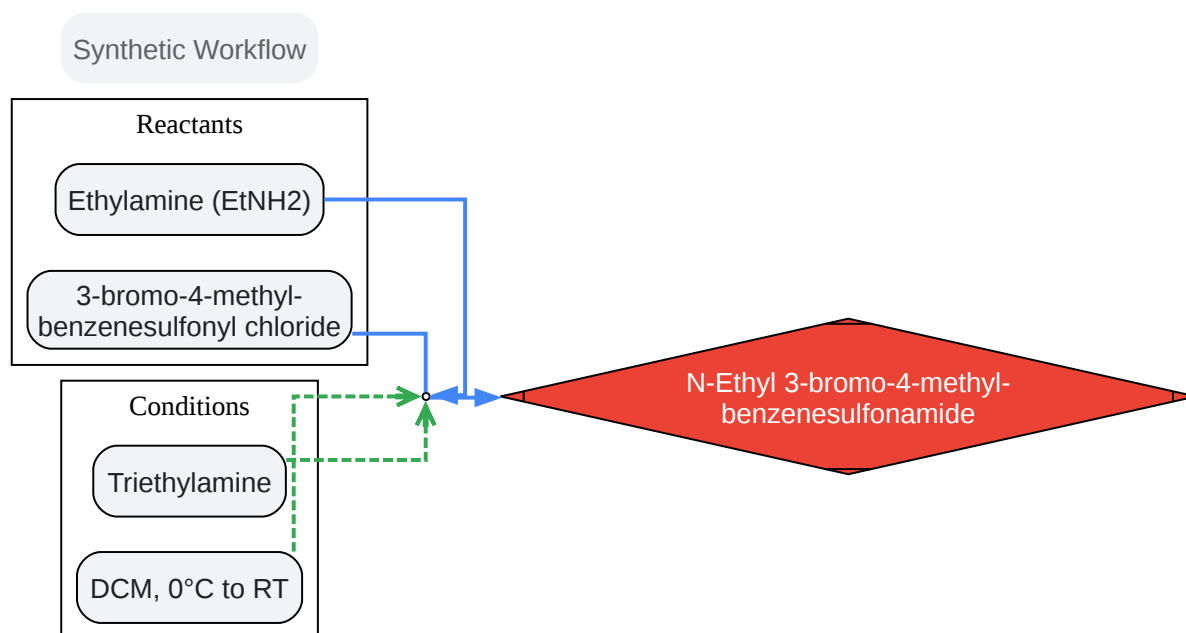 Synthetic Workflow
Reactants
Ethylamine (EtNH2)
3-bromo-4-methyl-
benzenesulfonyl chloride
Conditions
Triethylamine
DCM, 0°C to RT
N-Ethyl 3-bromo-4-methyl-
benzenesulfonamide